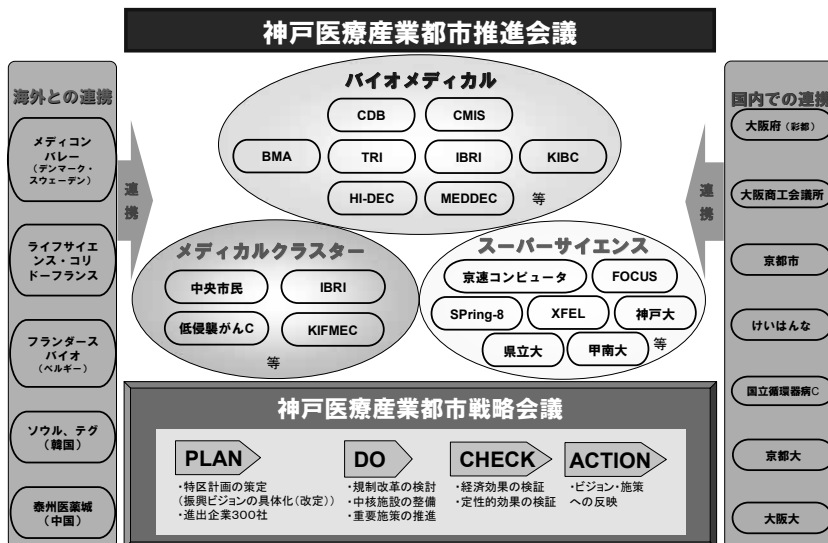 神戸医療産業都市推進会議
海外との連携
メディコン
バレー
(デンマーク・
スウェーデン)
ライフサイエ
ンス・コリ
ドーフランス
フランダース
バイオ
(ベルギー)
ソウル、テグ
(韓国)
泰州医薬城
(中国)
連
携
バイオメディカル
CDB
CMIS
BMA
TRI
IBRI
KIBC
HI-DEC
MEDDEC
等
メディカルクラスター
中央市民
IBRI
低侵襲がんC
KIFMEC
等
スーパーサイエンス
京速コンピュータ
FOCUS
SPring-8
XFEL
神戸大
県立大
甲南大
等
連
携
国内での連携
大阪府(彩都)
大阪商工会議所
京都市
けいはんな
国立循環器病C
京都大
大阪大
神戸医療産業都市戦略会議
PLAN
・特区計画の策定
(振興ビジョンの具体化(改定))
・進出企業300社
DO
・規制改革の検討
・中核施設の整備
・重要施策の推進
CHECK
・経済効果の検証
・定性的効果の検証
ACTION
・ビジョン・施策
への反映